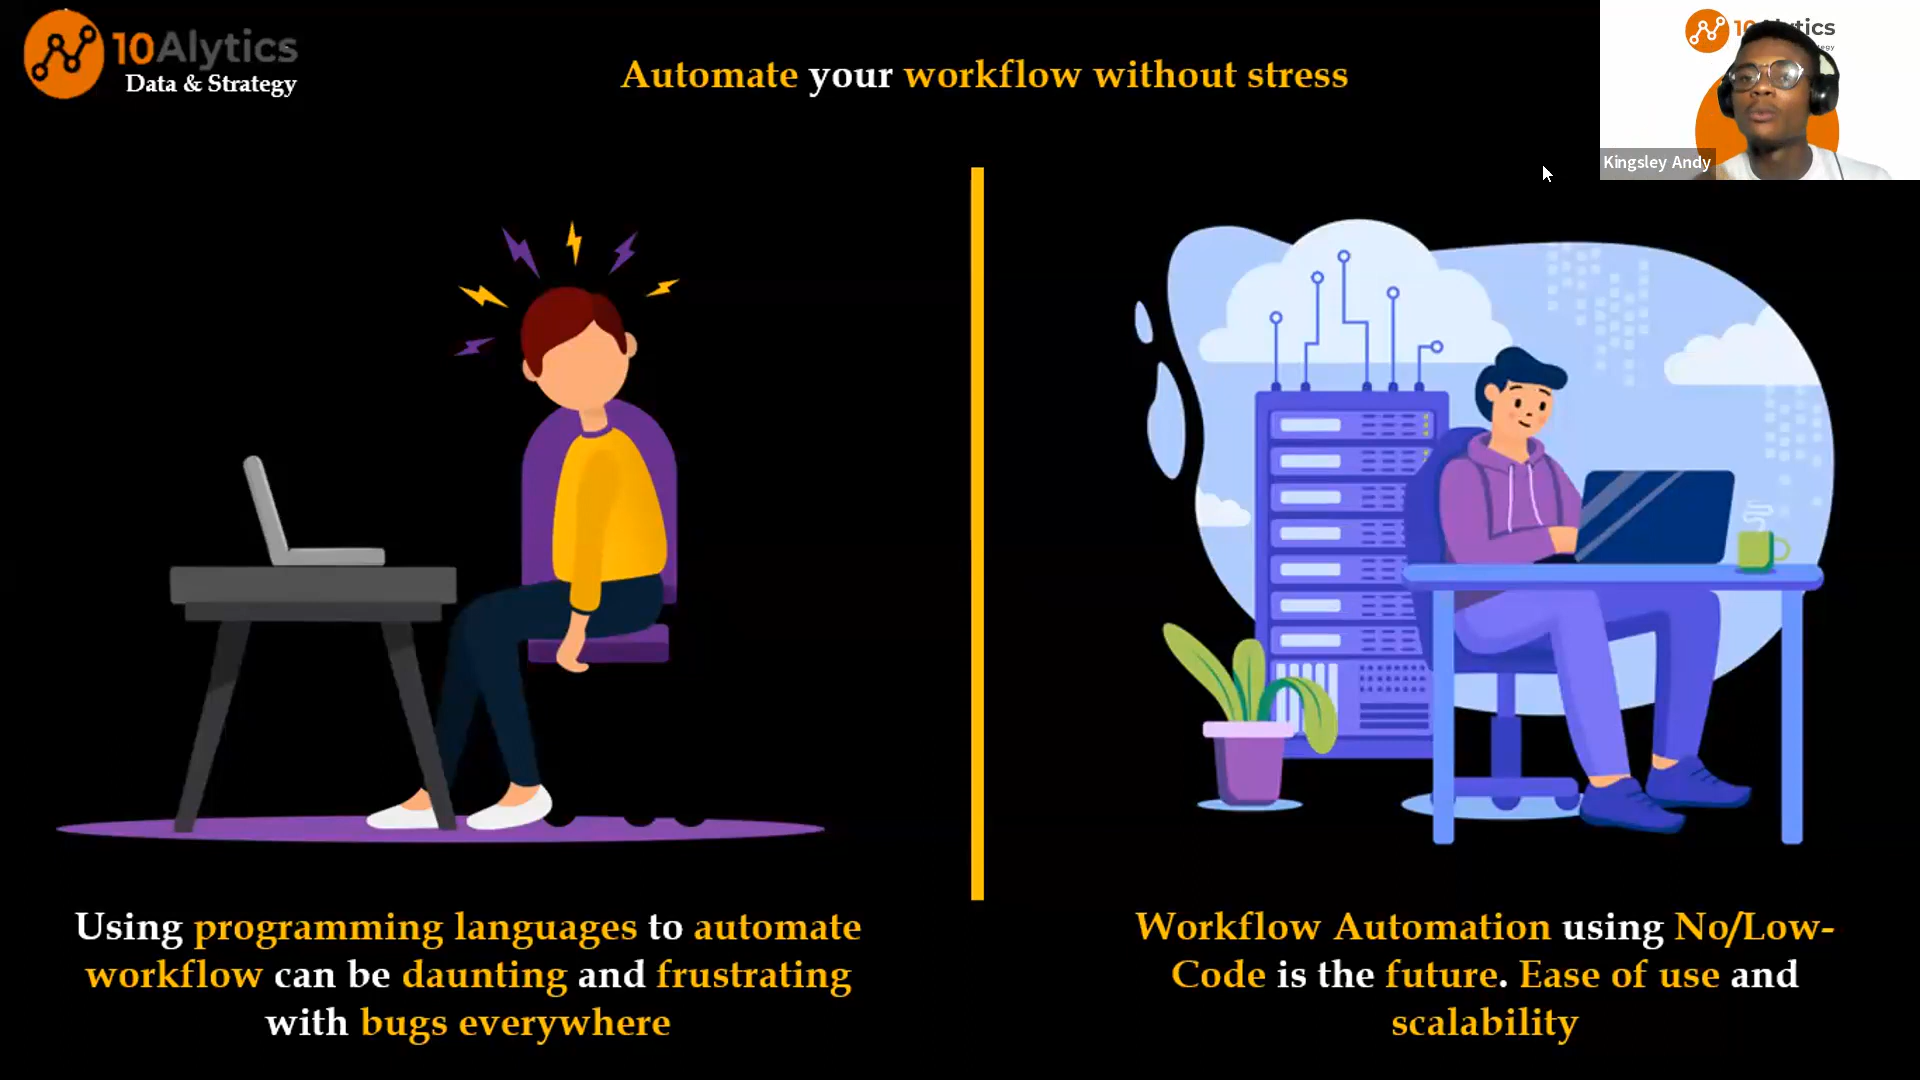 10Alytics
Data & Strategy
Automate your workflow without stress
Kingsley Andy
Using programming languages to automate
workflow can be daunting and frustrating
with bugs everywhere
Workflow Automation using No/Low-
Code is the future. Ease of use and
scalability